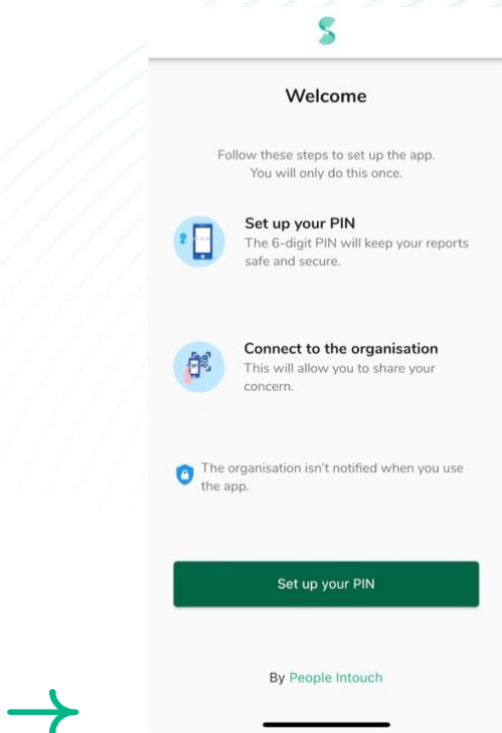 Welcome
Follow these steps to set up the app.
You will only do this once.
Set up your PIN
The 6-digit PIN will keep your reports
safe and secure.
Connect to the organisation
This will allow you to share your
concern.
The organisation isn't notified when you use
the app.
Set up your PIN
By People Intouch